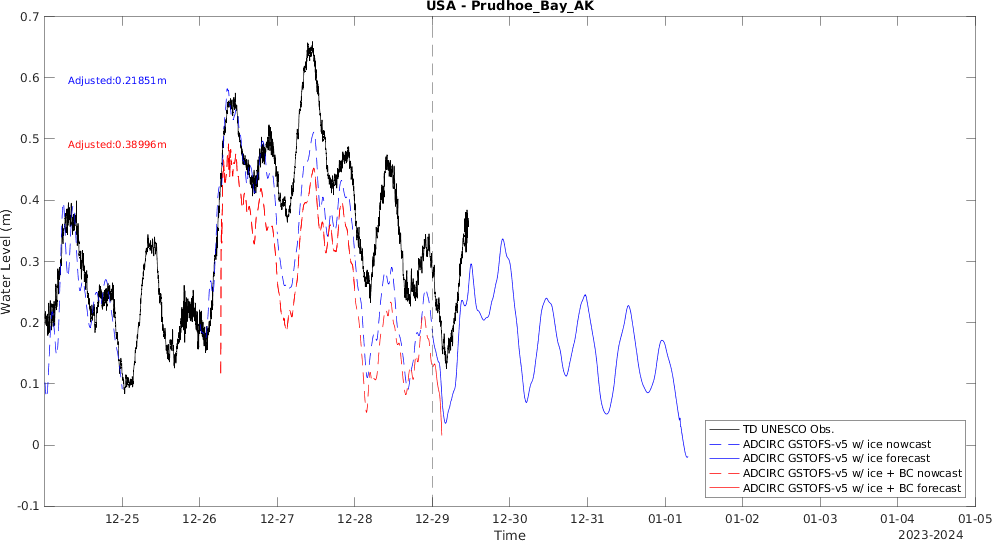 USA - Prudhoe_Bay_AK
0.7
0.6
0.5
0.4
0.3
0.2
0.1
0
-0.1
Water Level (m)
Adjusted:0.21851m
Adjusted:0.38996m
TD UNESCO Obs.
ADCIRC GSTOFS-v5 w/ ice nowcast
ADCIRC GSTOFS-v5 w/ ice forecast
ADCIRC GSTOFS-v5 w/ ice + BC nowcast
ADCIRC GSTOFS-v5 w/ ice + BC forecast
12-25 12-26 12-27 12-28 12-29 12-30 12-31 01-01 01-02 01-03 01-04 01-05
Time
2023-2024